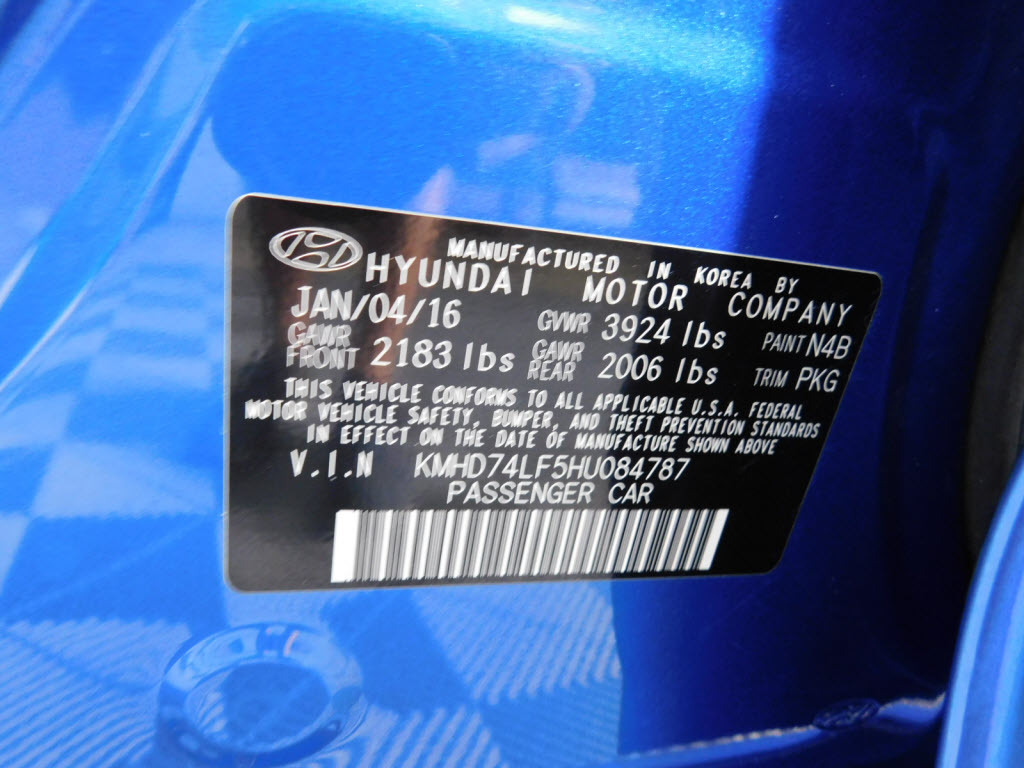 MANUFACTURED IN KOREA BY
HYUNDAI MOTOR COMPANY
JAN/04/16 GVWR 3924 lbs PAINT N4B
GAWR FRONT 2183 lbs GAWR REAR 2006 lbs TRIM PKG
THIS VEHICLE CONFORMS TO ALL APPLICABLE U.S.A. FEDERAL
MOTOR VEHICLE SAFETY, BUMPER, AND THEFT PREVENTION STANDARDS
IN EFFECT ON THE DATE OF MANUFACTURE SHOWN ABOVE
V.I.N KMHD74LF5HU084787
PASSENGER CAR